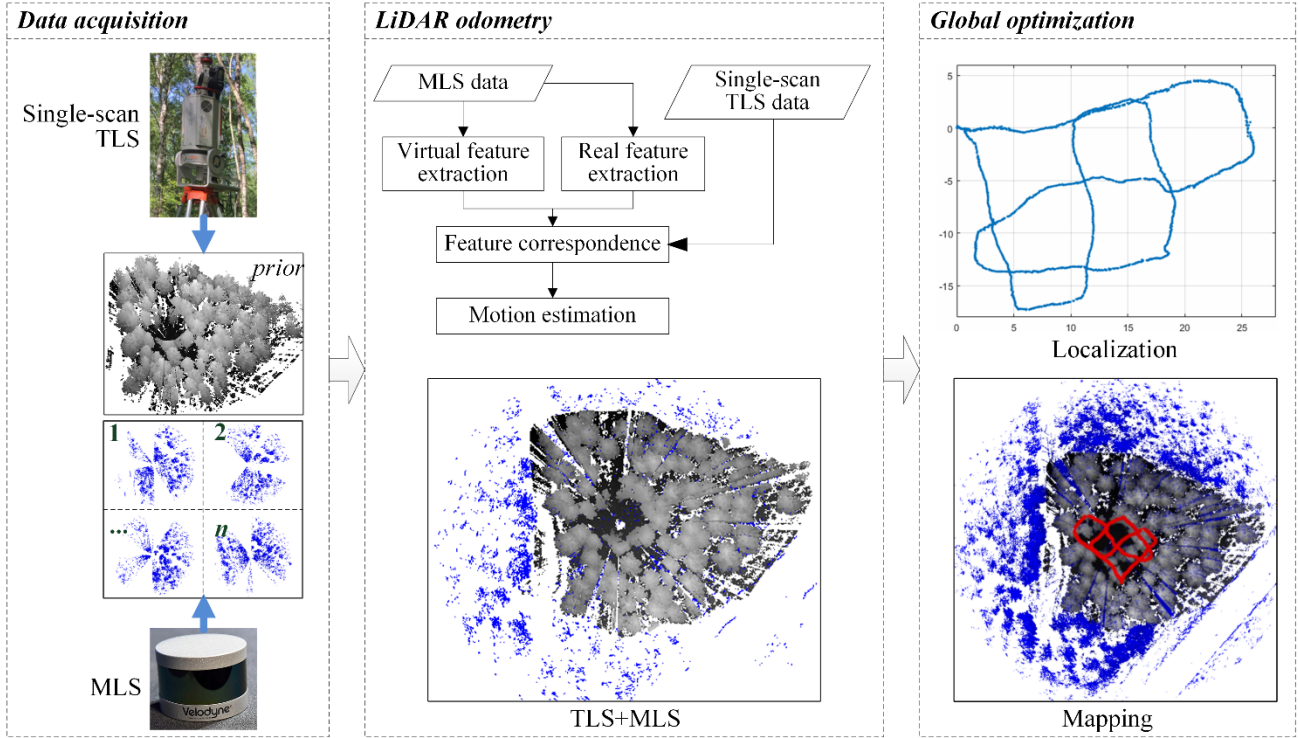 Data acquisition
Single-scan
TLS
prior
1
2
...
n
MLS
Velodyne
LiDAR odometry
MLS data
Single-scan
TLS data
Virtual feature
extraction
Real feature
extraction
Feature correspondence
Motion estimation
TLS+MLS
Global optimization
5
0
-5
-10
-15
0
5
10
15
20
25
Localization
Mapping